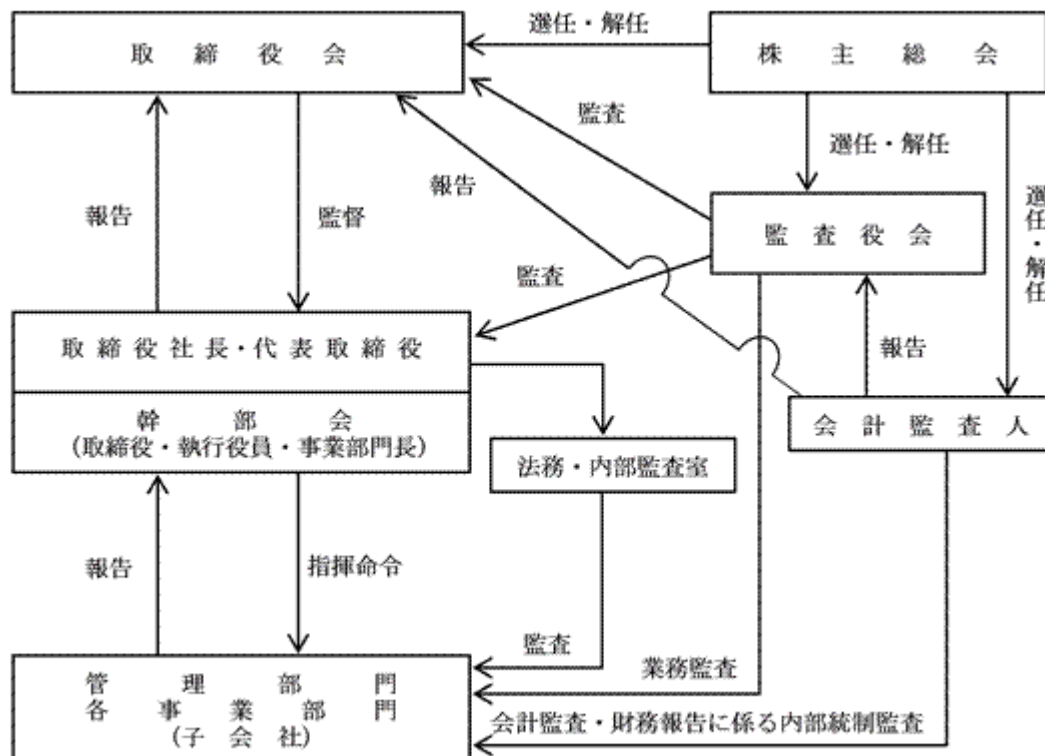 取締役会
選任・解任
株主総会
監査
選任・解任
報告
報告
監督
選任・解任
監査役会
監査
取締役社長・代表取締役
報告
幹部会
(取締役・執行役員・事業部門長)
会計監査人
法務・内部監査室
報告
指揮命令
監査
業務監査
管理部門
各事業部門
(子会社)
会計監査・財務報告に係る内部統制監査